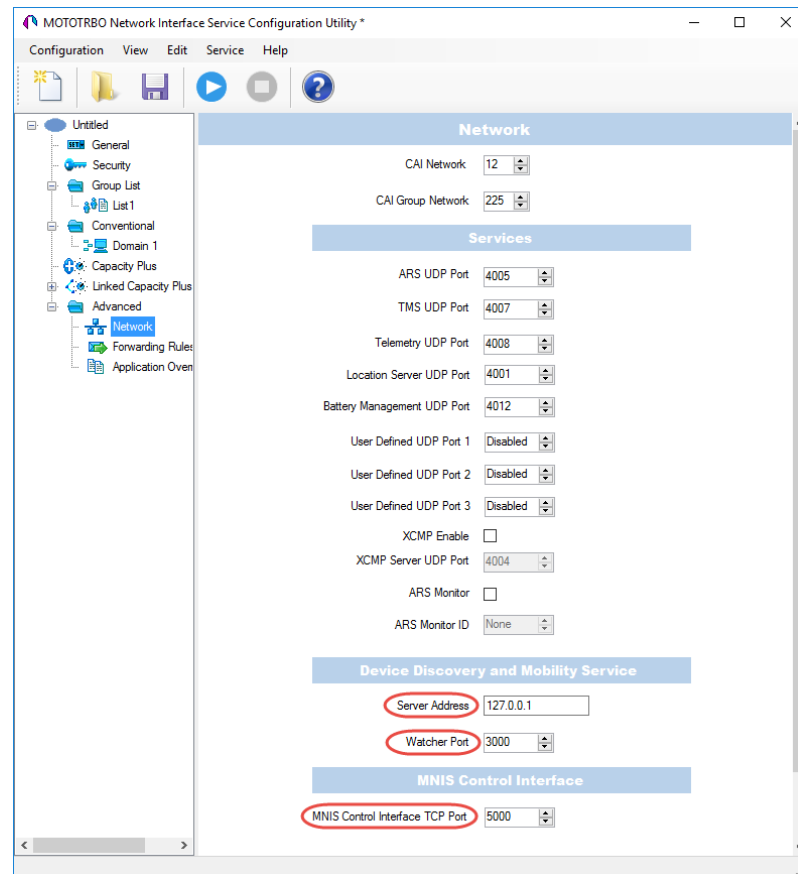 MOTOTRBO Network Interface Service Configuration Utility *
Configuration View Edit Service Help
Untitled
General
Security
Group List
List1
Conventional
Domain 1
Capacity Plus
Linked Capacity Plus
Advanced
Network
Forwarding Rules
Application Overr
Network
CAI Network 12
CAI Group Network 225
Services
ARS UDP Port 4005
TMS UDP Port 4007
Telemetry UDP Port 4008
Location Server UDP Port 4001
Battery Management UDP Port 4012
User Defined UDP Port 1 Disabled
User Defined UDP Port 2 Disabled
User Defined UDP Port 3 Disabled
XCMP Enable
XCMP Server UDP Port 4004
ARS Monitor
ARS Monitor ID None
Device Discovery and Mobility Service
Server Address 127.0.0.1
Watcher Port 3000
MNIS Control Interface
MNIS Control Interface TCP Port 5000